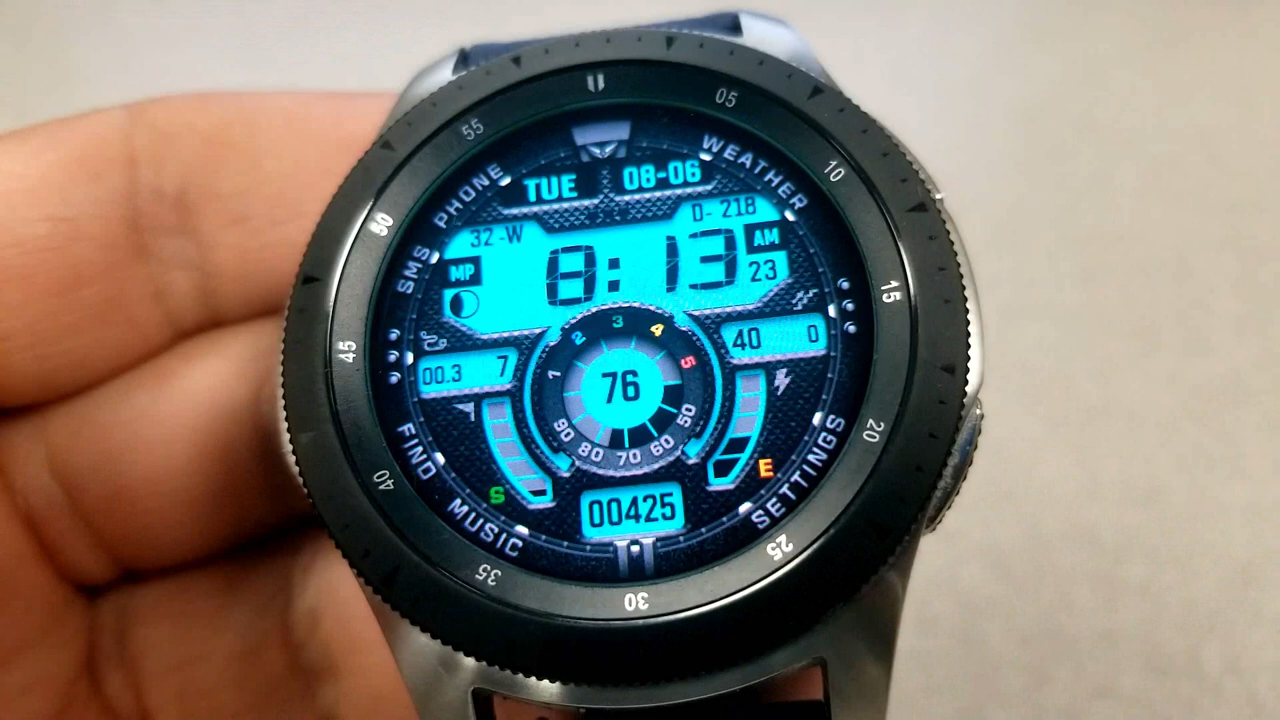 05
10
15
20
25
30
35
40
45
50
55
PHONE
WEATHER
TUE 08-06
D- 218
32 -W
SMS
8:13 AM
MP
23
00.3 7
40 0
1 2 3 4 5
76
90 80 70 60 50
S
E
00425
FIND
MUSIC
SETTINGS